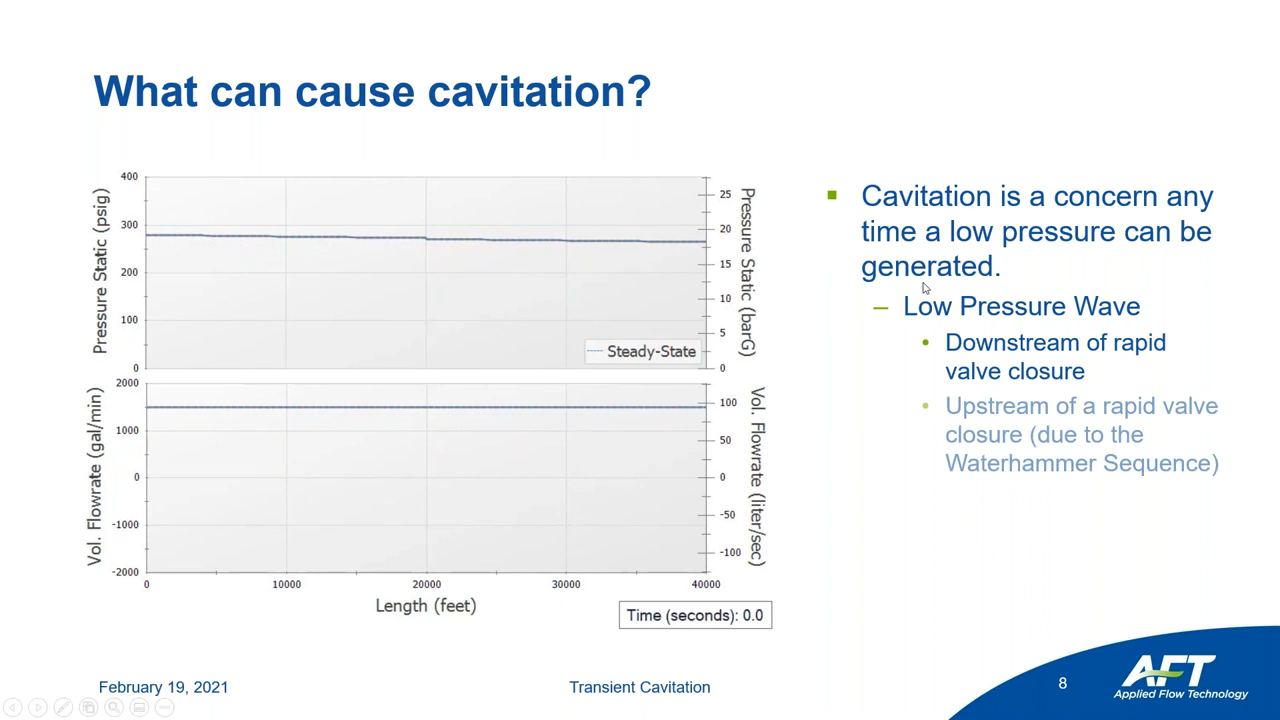 What can cause cavitation?
400
300
200
100
0
Pressure Static (psig)
25
20
15
10
5
0
Pressure Static (barG)
Steady-State
2000
1000
0
-1000
-2000
Vol. Flowrate (gal/min)
100
50
0
-50
-100
Vol. Flowrate (liter/sec)
0 10000 20000 30000 40000
Length (feet)
Time (seconds): 0.0
Cavitation is a concern any
time a low pressure can be
generated.
– Low Pressure Wave
• Downstream of rapid
valve closure
• Upstream of a rapid valve
closure (due to the
Waterhammer Sequence)
February 19, 2021
Transient Cavitation
8
AFT
Applied Flow Technology